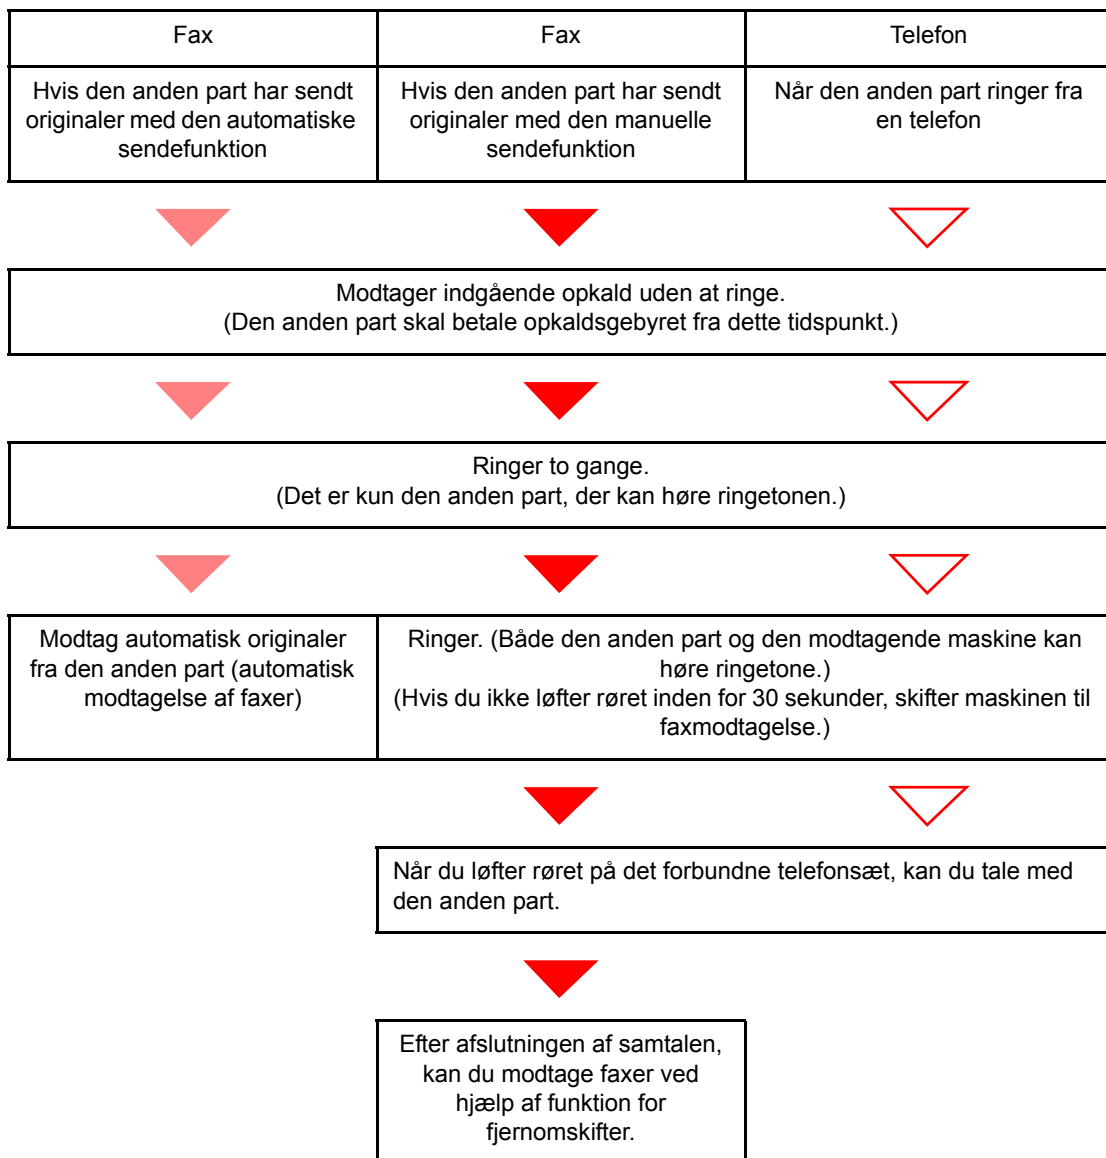 Fax
Fax
Telefon
Hvis den anden part har sendt
originaler med den automatiske
sendefunktion
Hvis den anden part har sendt
originaler med den manuelle
sendefunktion
Når den anden part ringer fra
en telefon
Modtager indgående opkald uden at ringe.
(Den anden part skal betale opkaldsgebyret fra dette tidspunkt.)
Ringer to gange.
(Det er kun den anden part, der kan høre ringetonen.)
Modtag automatisk originaler
fra den anden part (automatisk
modtagelse af faxer)
Ringer. (Både den anden part og den modtagende maskine kan
høre ringetone.)
(Hvis du ikke løfter røret inden for 30 sekunder, skifter maskinen til
faxmodtagelse.)
Når du løfter røret på det forbundne telefonsæt, kan du tale med
den anden part.
Efter afslutningen af samtalen,
kan du modtage faxer ved
hjælp af funktion for
fjernomskifter.